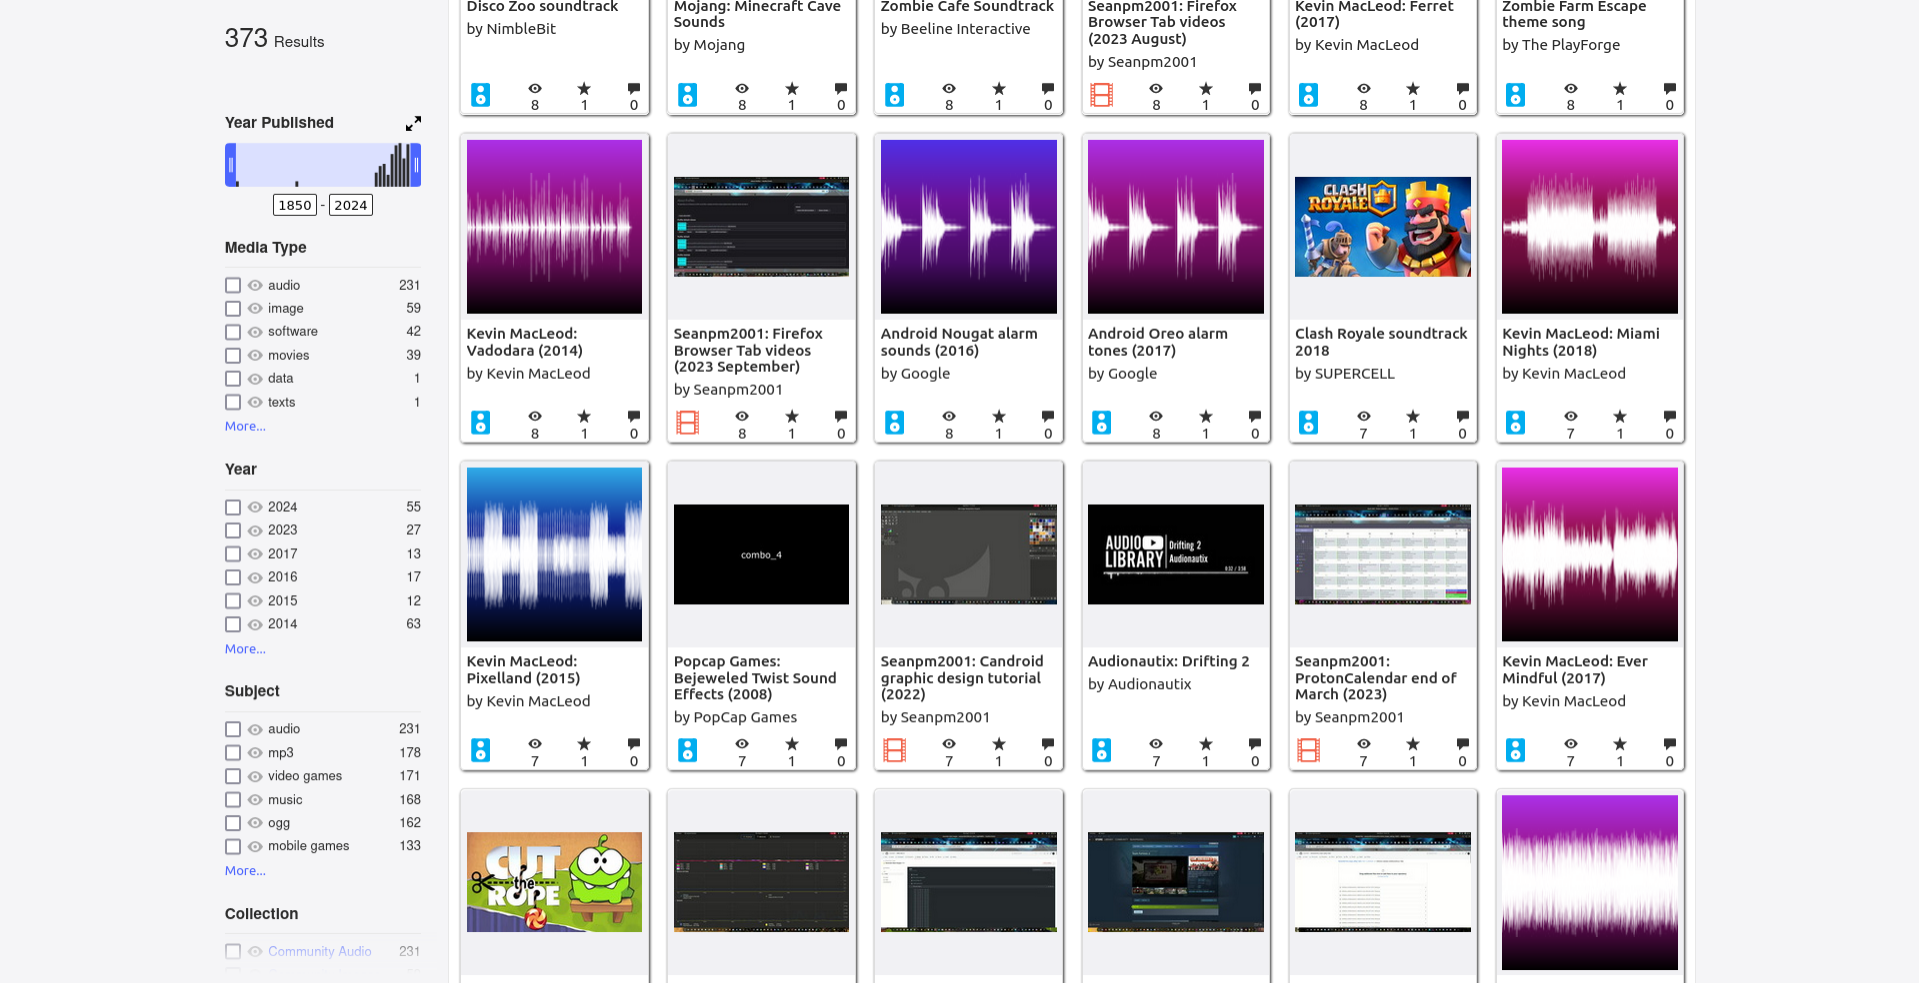 373 Results
Year Published
1850 - 2024
Media Type
audio 231
image 59
software 42
movies 39
data 1
texts 1
More...
Year
2024 55
2023 27
2017 13
2016 17
2015 12
2014 63
More...
Subject
audio 231
mp3 178
video games 171
music 168
ogg 162
mobile games 133
More...
Collection
Community Audio 231
Disco Zoo soundtrack
by NimbleBit
8 1 0
Mojang: Minecraft Cave
Sounds
by Mojang
8 1 0
Zombie Cafe Soundtrack
by Beeline Interactive
8 1 0
Seanpm2001: Firefox
Browser Tab videos
(2023 August)
by Seanpm2001
8 1 0
Kevin MacLeod: Ferret
(2017)
by Kevin MacLeod
8 1 0
Zombie Farm Escape
theme song
by The PlayForge
8 1 0
Kevin MacLeod:
Vadodara (2014)
by Kevin MacLeod
8 1 0
Seanpm2001: Firefox
Browser Tab videos
(2023 September)
by Seanpm2001
8 1 0
Android Nougat alarm
sounds (2016)
by Google
8 1 0
Android Oreo alarm
tones (2017)
by Google
8 1 0
CLASH
ROYALE
Clash Royale soundtrack
2018
by SUPERCELL
7 1 0
Kevin MacLeod: Miami
Nights (2018)
by Kevin MacLeod
7 1 0
Kevin MacLeod:
Pixelland (2015)
by Kevin MacLeod
7 1 0
combo_4
Popcap Games:
Bejeweled Twist Sound
Effects (2008)
by PopCap Games
7 1 0
Seanpm2001: Candroid
graphic design tutorial
(2022)
by Seanpm2001
7 1 0
AUDIO
LIBRARY
Drifting 2
Audionautix
0:32 / 3:58
Audionautix: Drifting 2
by Audionautix
7 1 0
Seanpm2001:
ProtonCalendar end of
March (2023)
by Seanpm2001
7 1 0
Kevin MacLeod: Ever
Mindful (2017)
by Kevin MacLeod
7 1 0
CUT
the
ROPE